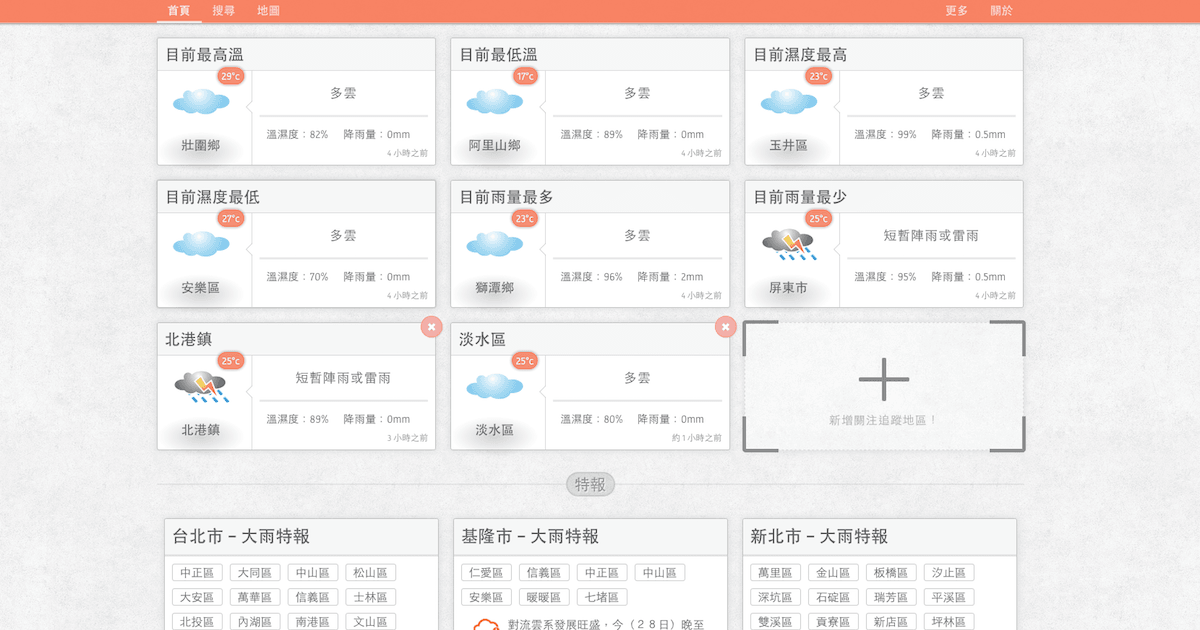 首頁 搜尋 地圖 更多 關於
目前最高溫
29°c
多雲
溫濕度：82% 降雨量：0mm
壯圍鄉
4 小時之前
目前最低溫
17°c
多雲
溫濕度：89% 降雨量：0mm
阿里山鄉
4 小時之前
目前濕度最高
23°c
多雲
溫濕度：99% 降雨量：0.5mm
玉井區
4 小時之前
目前濕度最低
27°c
多雲
溫濕度：70% 降雨量：0mm
安樂區
4 小時之前
目前雨量最多
23°c
多雲
溫濕度：96% 降雨量：2mm
獅潭鄉
4 小時之前
目前雨量最少
25°c
短暫陣雨或雷雨
溫濕度：95% 降雨量：0.5mm
屏東市
4 小時之前
北港鎮
25°c
短暫陣雨或雷雨
溫濕度：89% 降雨量：0mm
北港鎮
3 小時之前
淡水區
25°c
多雲
溫濕度：80% 降雨量：0mm
淡水區
約 1 小時之前
新增關注追蹤地區！
特報
台北市 – 大雨特報
中正區 大同區 中山區 松山區
大安區 萬華區 信義區 士林區
北投區 內湖區 南港區 文山區
基隆市 – 大雨特報
仁愛區 信義區 中正區 中山區
安樂區 暖暖區 七堵區
對流雲系發展旺盛，今（２８日）晚至
新北市 – 大雨特報
萬里區 金山區 板橋區 汐止區
深坑區 石碇區 瑞芳區 平溪區
雙溪區 貢寮區 新店區 坪林區